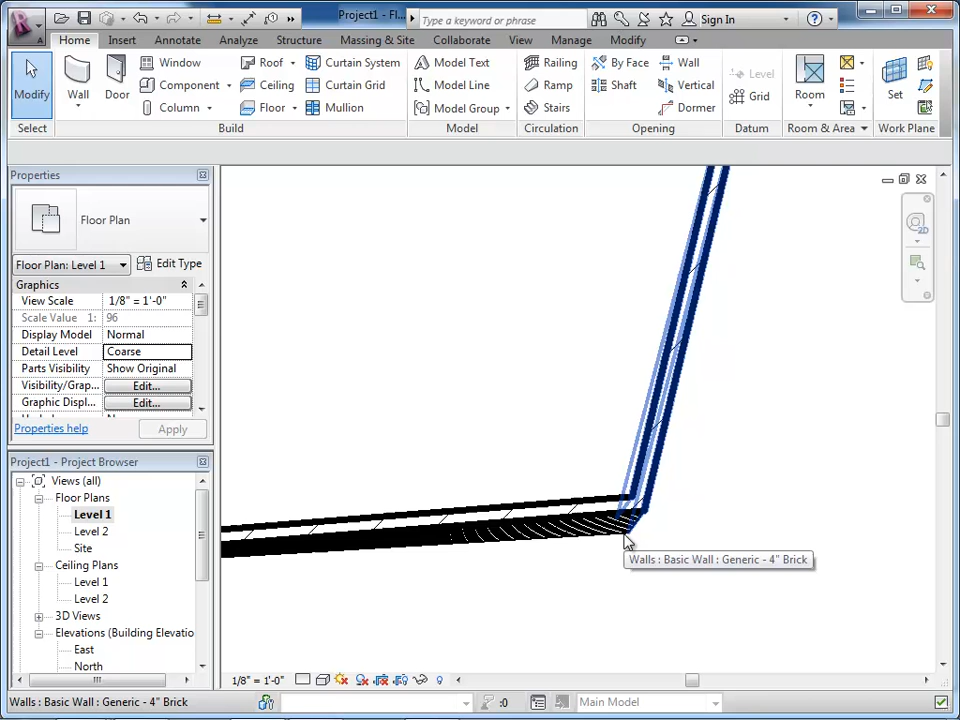 Project1 - Fl...
Type a keyword or phrase
Sign In
Home Insert Annotate Analyze Structure Massing & Site Collaborate View Manage Modify
Modify
Wall
Door
Window
Component
Column
Roof
Ceiling
Floor
Curtain System
Curtain Grid
Mullion
Model Text
Model Line
Model Group
Railing
Ramp
Stairs
By Face
Shaft
Wall
Vertical
Dormer
Level
Grid
Room
Set
Select Build Model Circulation Opening Datum Room & Area Work Plane
Properties
Floor Plan
Floor Plan: Level 1
Edit Type
Graphics
View Scale 1/8" = 1'-0"
Scale Value 1: 96
Display Model Normal
Detail Level Coarse
Parts Visibility Show Original
Visibility/Grap... Edit...
Graphic Displ... Edit...
Properties help
Apply
Project1 - Project Browser
Views (all)
Floor Plans
Level 1
Level 2
Site
Ceiling Plans
Level 1
Level 2
3D Views
Elevations (Building Elevatio
East
North
2D
Walls : Basic Wall : Generic - 4" Brick
1/8" = 1'-0"
Walls : Basic Wall : Generic - 4" Brick
:0
Main Model